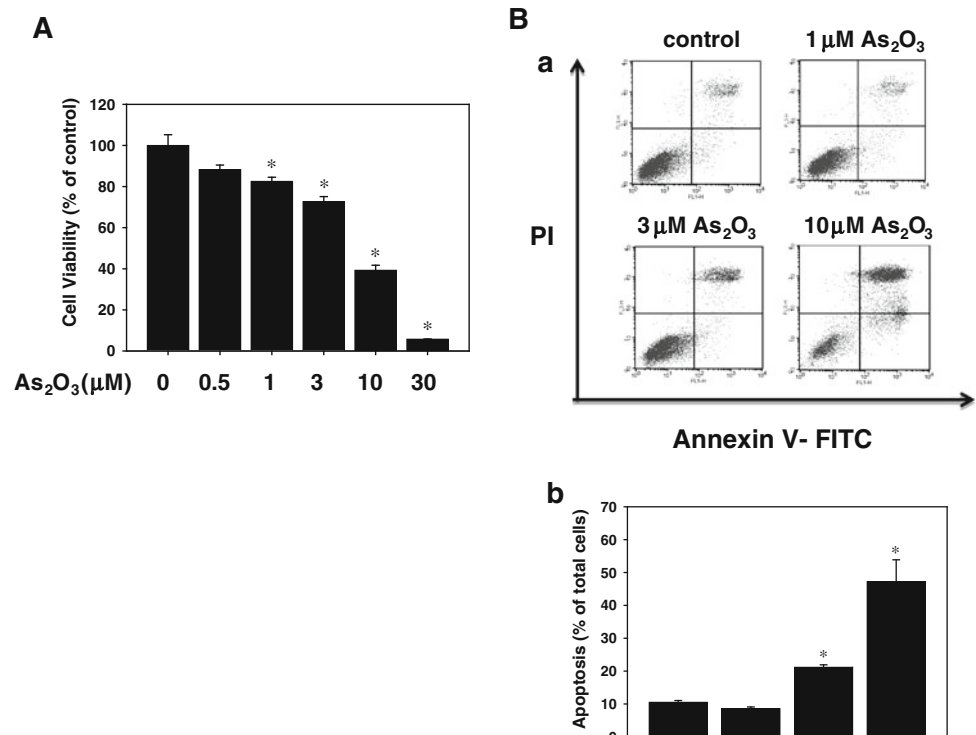 A
Cell Viability (% of control)
120
100
80
60
40
20
0
*
*
*
*
As₂O₃(μM) 0 0.5 1 3 10 30
B
a
control
1 μM As₂O₃
3 μM As₂O₃
10 μM As₂O₃
PI
Annexin V- FITC
b
Apoptosis (% of total cells)
70
60
50
40
30
20
10
0
*
*